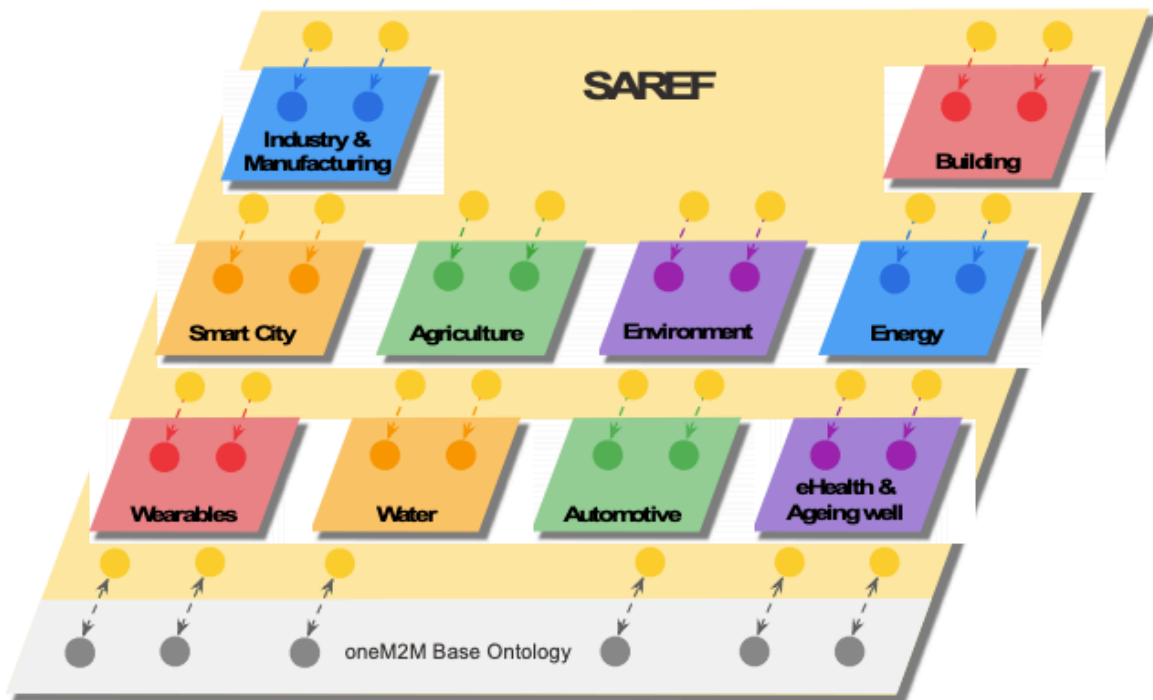 SAREF
Industry &
Manufacturing
Building
Smart City
Agriculture
Environment
Energy
Wearables
Water
Automotive
eHealth &
Ageing well
oneM2M Base Ontology